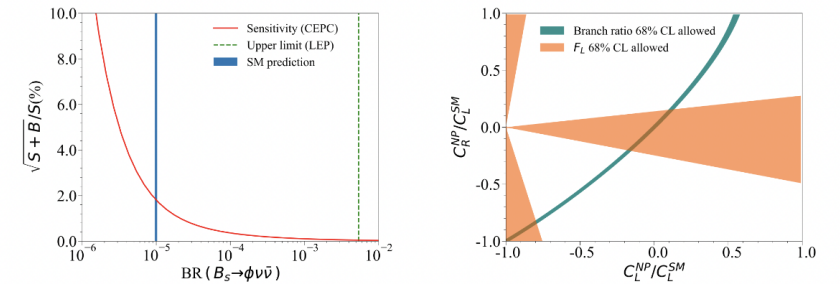 10.0
8.0
6.0
4.0
2.0
0.0
√S + B /S(%)
Sensitivity (CEPC)
Upper limit (LEP)
SM prediction
10⁻⁶ 10⁻⁵ 10⁻⁴ 10⁻³ 10⁻²
BR (Bₛ→ϕνν̄)
1.0
0.5
0.0
-0.5
-1.0
C_R^NP/C_L^SM
Branch ratio 68% CL allowed
F_L 68% CL allowed
-1.0 -0.5 0.0 0.5 1.0
C_L^NP/C_L^SM